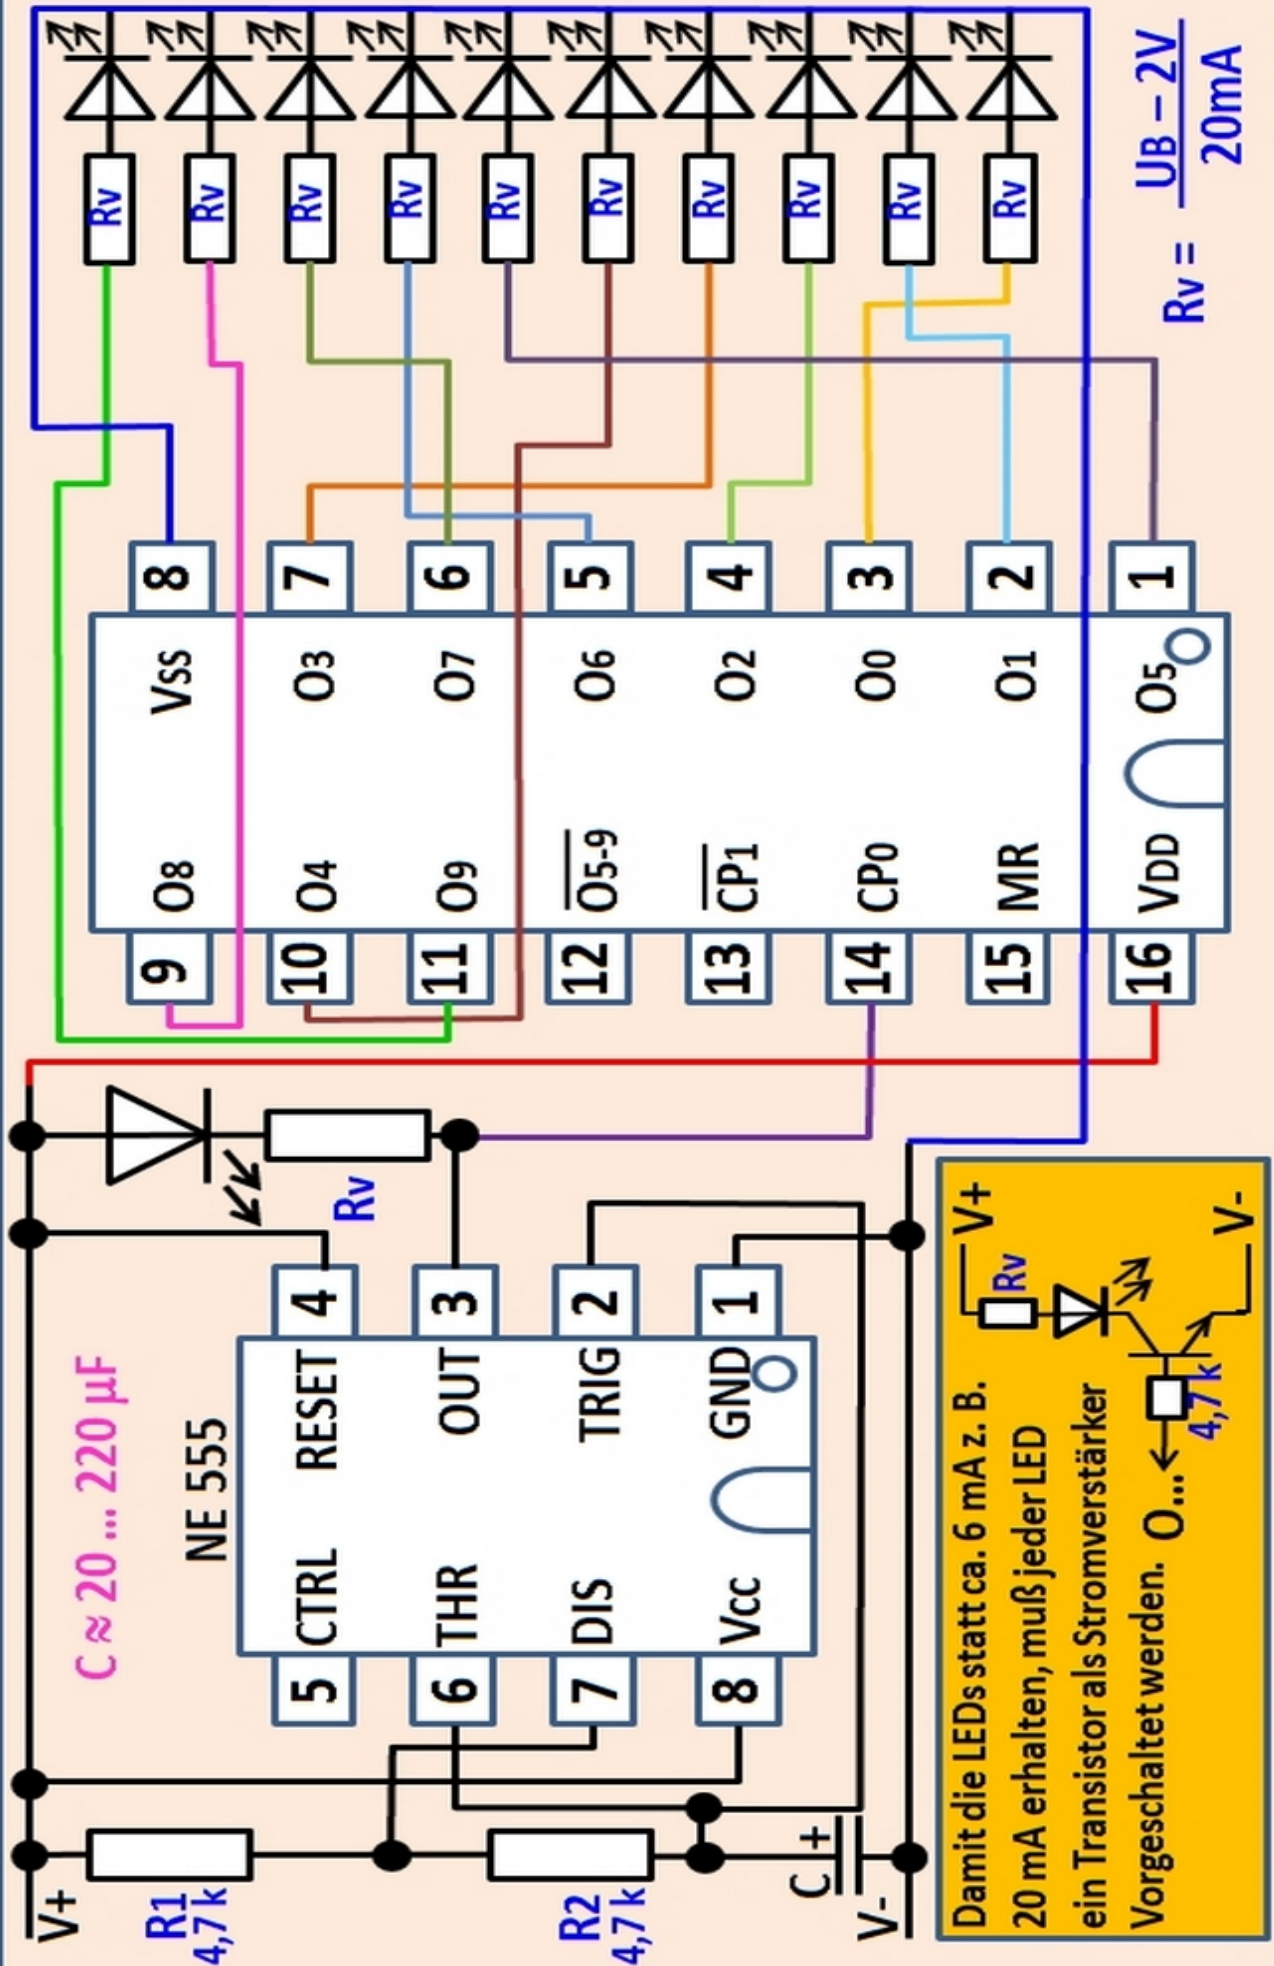 C ≈ 20 ... 220 µF
NE 555
5 CTRL RESET 4
6 THR OUT 3
7 DIS TRIG 2
8 VCC GND 1
V+
R1
4,7 k
R2
4,7 k
C +
V-
Rv
9 O8 VSS 8
10 O4 O3 7
11 O9 O7 6
12 O5-9 O6 5
13 CP1 O2 4
14 CP0 O0 3
15 MR O1 2
16 VDD O5 1
Rv
Rv
Rv
Rv
Rv
Rv
Rv
Rv
Rv
Rv
Rv = UB – 2V
20mA
Damit die LEDs statt ca. 6 mA z. B.
20 mA erhalten, muß jeder LED
ein Transistor als Stromverstärker
Vorgeschaltet werden. O...
V+
Rv
4,7 k
V-